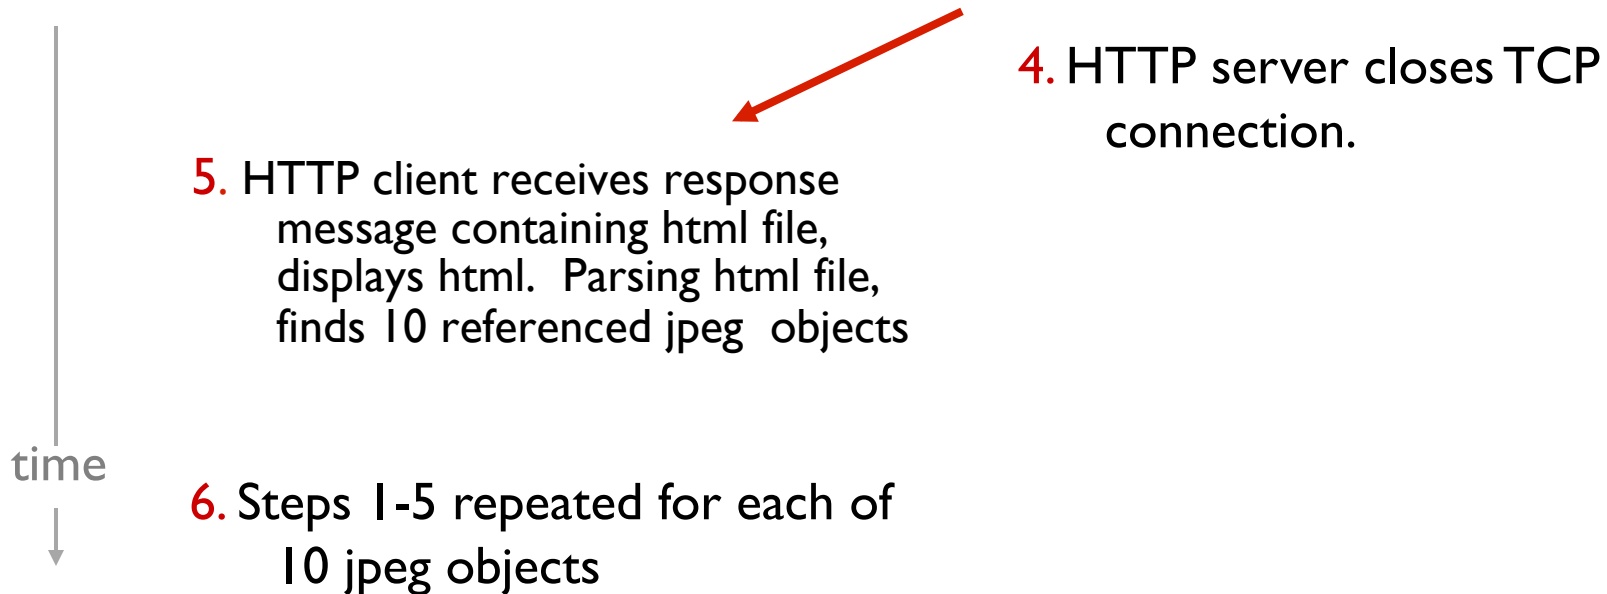 4. HTTP server closes TCP
connection.
5. HTTP client receives response
message containing html file,
displays html. Parsing html file,
finds 10 referenced jpeg objects
time
6. Steps 1-5 repeated for each of
10 jpeg objects